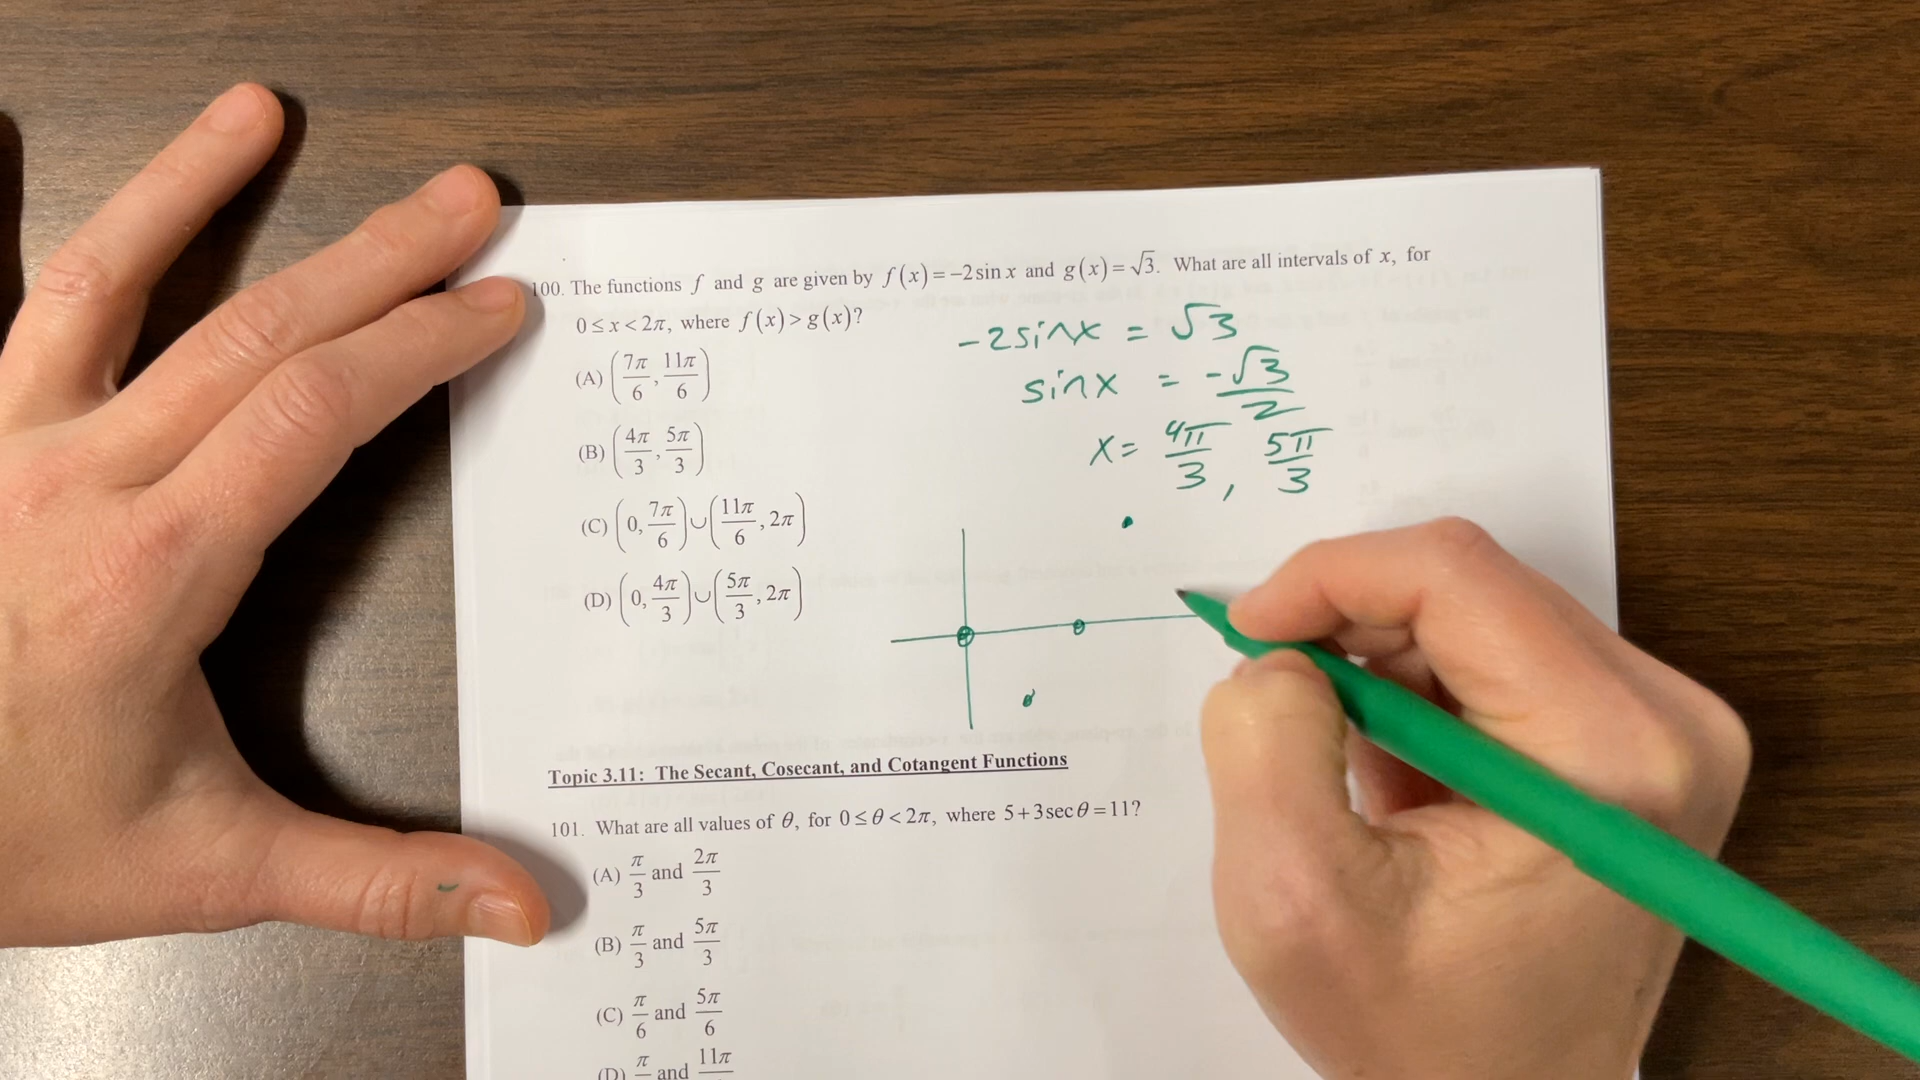 100. The functions f and g are given by f(x) = −2 sin x and g(x) = √3. What are all intervals of x, for
0 ≤ x < 2π, where f(x) > g(x)?
-2sinx = √3
(A) (7π/6, 11π/6)
sinx = -√3/2
(B) (4π/3, 5π/3)
x = 4π/3, 5π/3
(C) (0, 7π/6) ∪ (11π/6, 2π)
(D) (0, 4π/3) ∪ (5π/3, 2π)
Topic 3.11: The Secant, Cosecant, and Cotangent Functions
101. What are all values of θ, for 0 ≤ θ < 2π, where 5 + 3 sec θ = 11?
(A) π/3 and 2π/3
(B) π/3 and 5π/3
(C) π/6 and 5π/6
(D) π and 11π